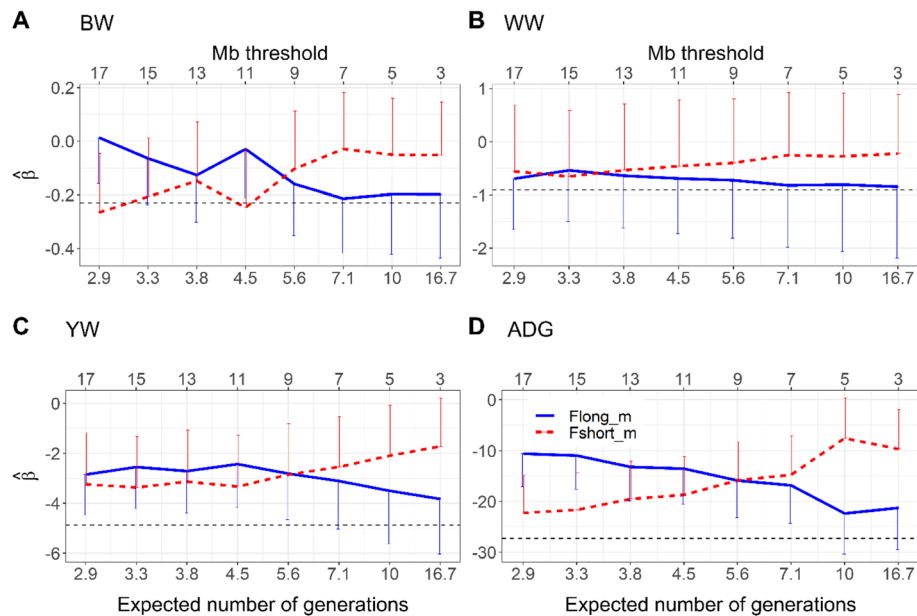 A BW
Mb threshold
17 15 13 11 9 7 5 3
0.2
0.0
-0.2
-0.4
β̂
2.9 3.3 3.8 4.5 5.6 7.1 10 16.7
B WW
Mb threshold
17 15 13 11 9 7 5 3
1
0
-1
-2
2.9 3.3 3.8 4.5 5.6 7.1 10 16.7
C YW
17 15 13 11 9 7 5 3
0
-2
-4
-6
β̂
2.9 3.3 3.8 4.5 5.6 7.1 10 16.7
Expected number of generations
D ADG
17 15 13 11 9 7 5 3
0
-10
-20
-30
Flong_m
Fshort_m
2.9 3.3 3.8 4.5 5.6 7.1 10 16.7
Expected number of generations